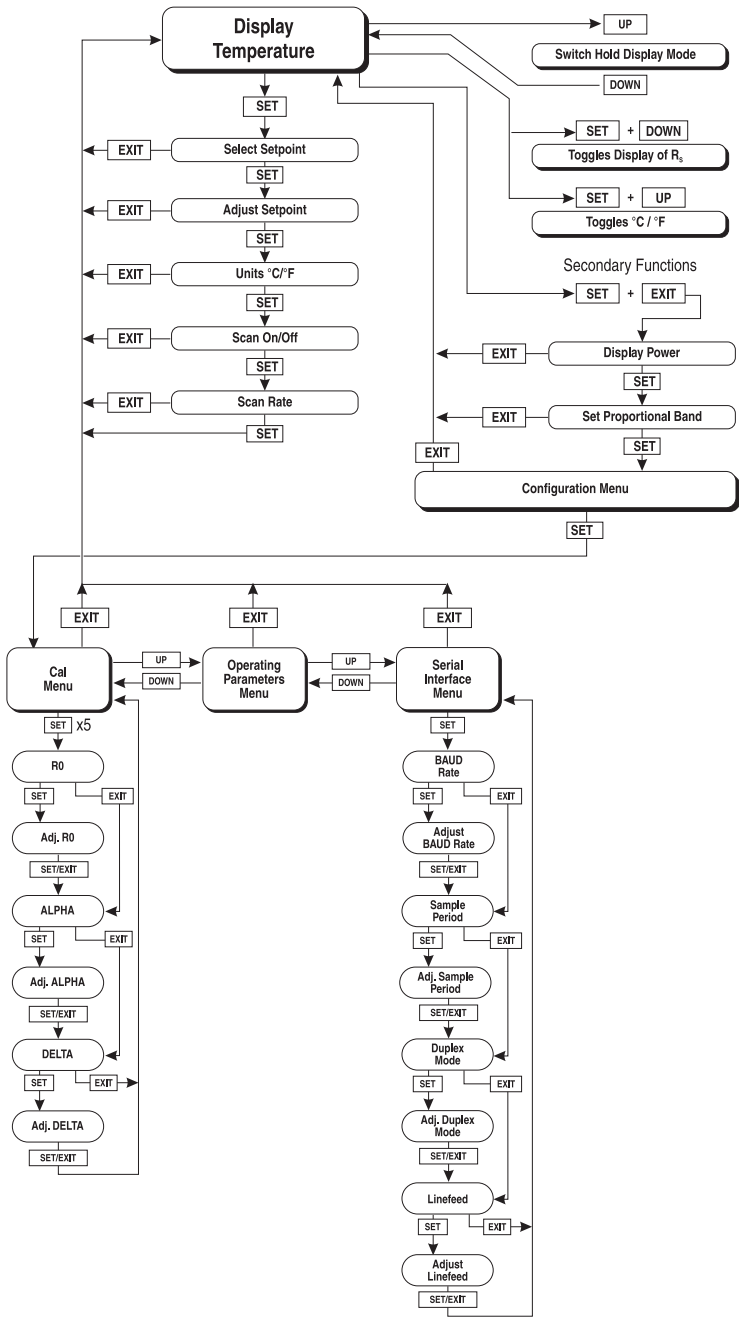 Display
Temperature
UP
Switch Hold Display Mode
DOWN
SET
SET + DOWN
Toggles Display of Rs
EXIT
Select Setpoint
SET
SET + UP
Toggles °C / °F
EXIT
Adjust Setpoint
SET
EXIT
Units °C/°F
SET
EXIT
Scan On/Off
SET
EXIT
Scan Rate
SET
Secondary Functions
SET + EXIT
EXIT
Display Power
SET
EXIT
Set Proportional Band
SET
EXIT
Configuration Menu
SET
EXIT
EXIT
EXIT
Cal
Menu
UP
DOWN
Operating
Parameters
Menu
UP
DOWN
Serial
Interface
Menu
SET x5
R0
SET
EXIT
Adj. R0
SET/EXIT
ALPHA
SET
EXIT
Adj. ALPHA
SET/EXIT
DELTA
SET
EXIT
Adj. DELTA
SET/EXIT
SET
BAUD
Rate
SET
EXIT
Adjust
BAUD Rate
SET/EXIT
Sample
Period
SET
EXIT
Adj. Sample
Period
SET/EXIT
Duplex
Mode
SET
EXIT
Adj. Duplex
Mode
SET/EXIT
Linefeed
SET
EXIT
Adjust
Linefeed
SET/EXIT